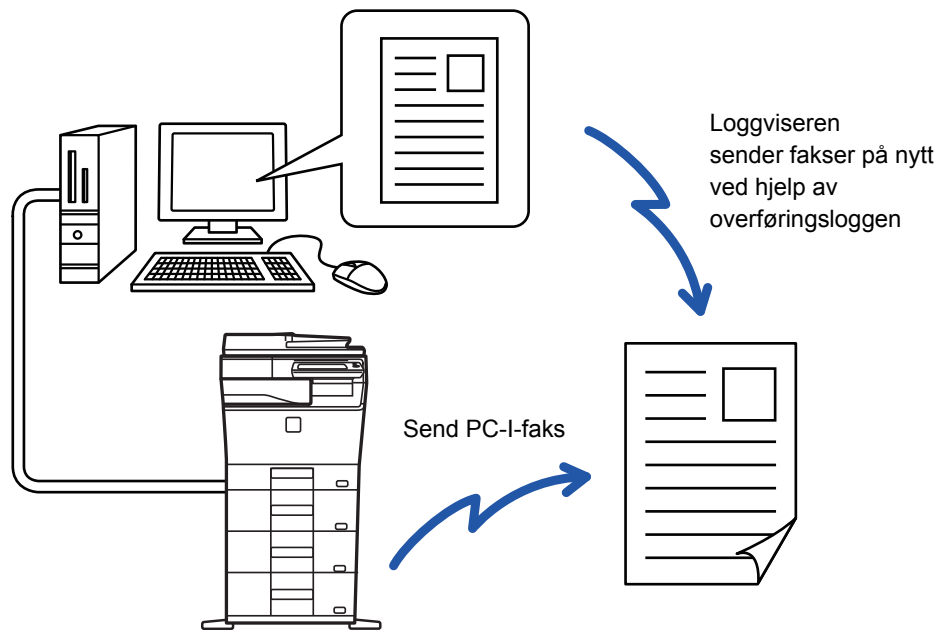 Loggviseren
sender fakser på nytt
ved hjelp av
overføringsloggen
Send PC-I-faks